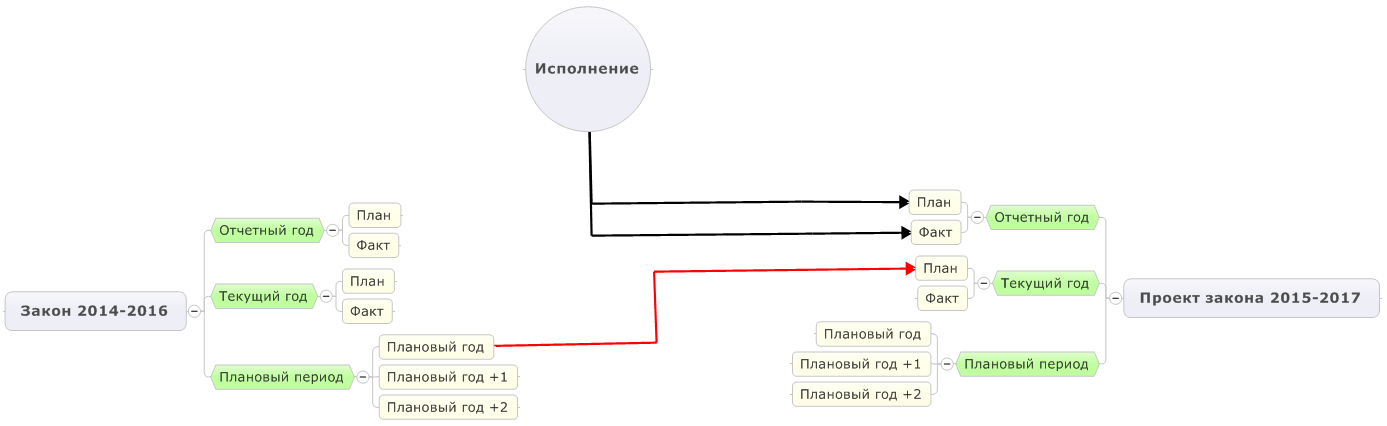 Исполнение
Закон 2014-2016
Отчетный год
План
Факт
Текущий год
План
Факт
Плановый период
Плановый год
Плановый год +1
Плановый год +2
Проект закона 2015-2017
Отчетный год
План
Факт
Текущий год
План
Факт
Плановый период
Плановый год
Плановый год +1
Плановый год +2